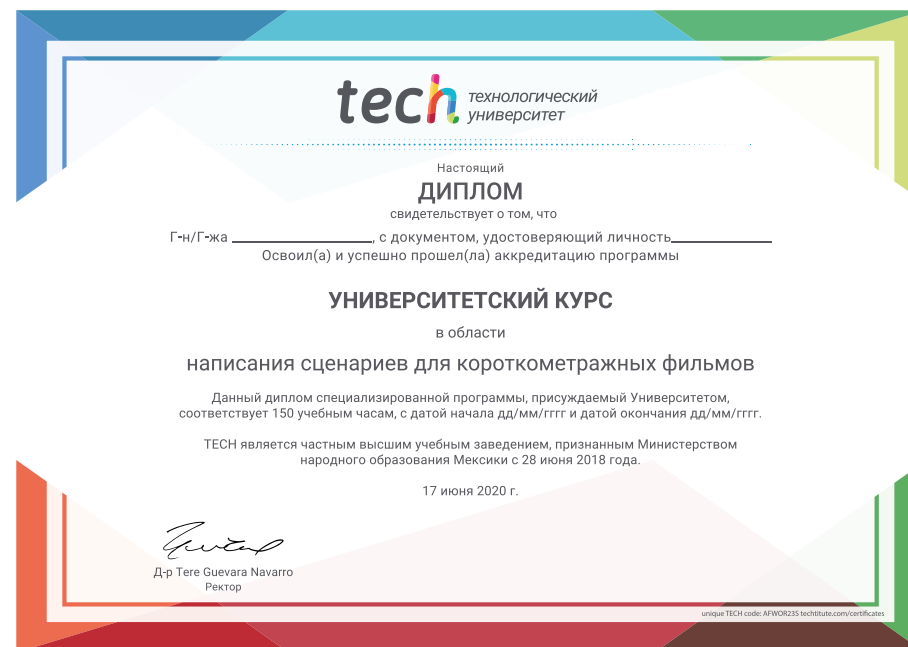 tech технологический
университет
Настоящий
ДИПЛОМ
свидетельствует о том, что
Г-н/Г-жа ____________________, с документом, удостоверяющий личность______________
Освоил(а) и успешно прошел(ла) аккредитацию программы
УНИВЕРСИТЕТСКИЙ КУРС
в области
написания сценариев для короткометражных фильмов
Данный диплом специализированной программы, присуждаемый Университетом,
соответствует 150 учебным часам, с датой начала дд/мм/гггг и датой окончания дд/мм/гггг.
TECH является частным высшим учебным заведением, признанным Министерством
народного образования Мексики с 28 июня 2018 года.
17 июня 2020 г.
Д-р Tere Guevara Navarro
Ректор
unique TECH code: AFWOR23S techtitute.com/certificates